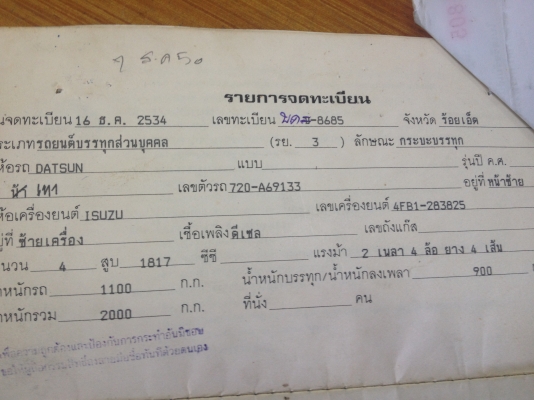 7 ธ.ค 50
รายการจดทะเบียน
นจดทะเบียน 16 ธ.ค. 2534 เลขทะเบียน -8685 จังหวัด ร้อยเอ็ด
ระเภทรถยนต์บรรทุกส่วนบุคคล (รย. 3 ) ลักษณะ กระบะบรรทุก
ห้อรถ DATSUN แบบ รุ่นปี ค.ศ.
เทา เลขตัวรถ 720-A69133 อยู่ที่ หน้าซ้าย
ห้อเครื่องยนต์ ISUZU เลขเครื่องยนต์ 4FB1-283825
ยู่ที่ ซ้ายเครื่อง เชื้อเพลิง ดีเซล เลขถังแก๊ส
นวน 4 สูบ 1817 ซีซี แรงม้า 2 เพลา 4 ล้อ ยาง 4 เส้น
ำหนักรถ 1100 ก.ก. น้ำหนักบรรทุก/น้ำหนักลงเพลา 900
ำหนักรวม 2000 ก.ก. ที่นั่ง คน